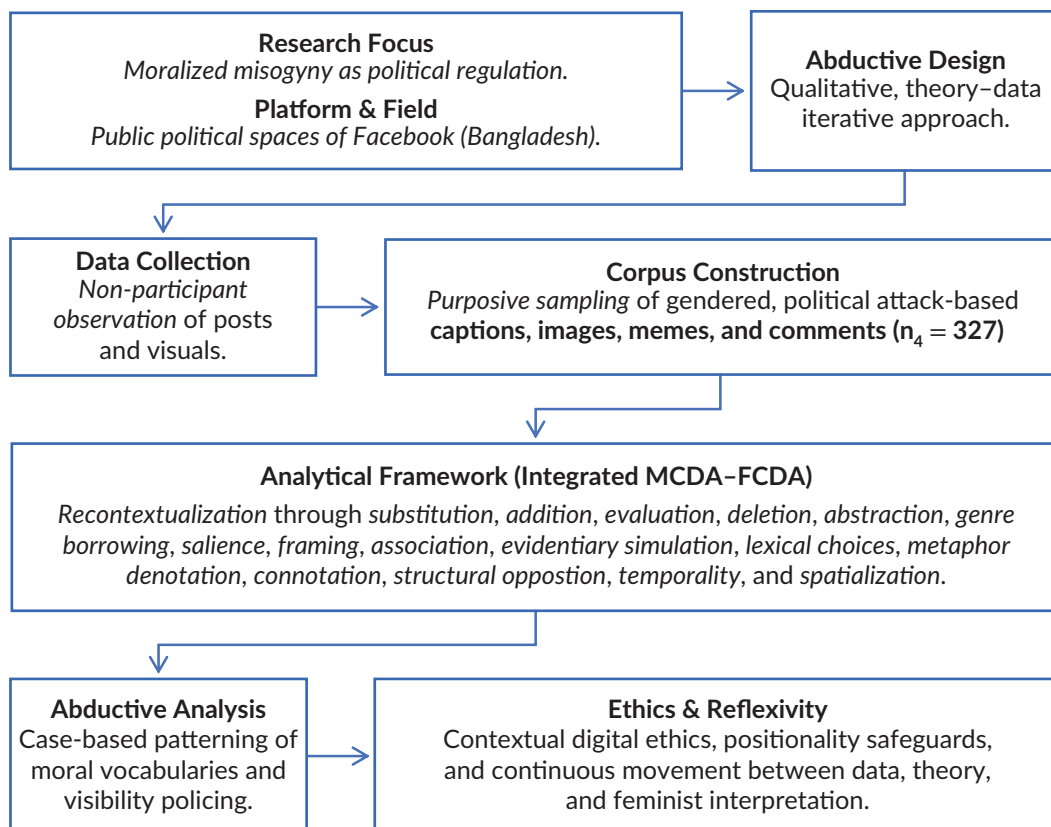 Research Focus
Moralized misogyny as political regulation.
Platform & Field
Public political spaces of Facebook (Bangladesh).
Abductive Design
Qualitative, theory–data
iterative approach.
Data Collection
Non-participant
observation of posts
and visuals.
Corpus Construction
Purposive sampling of gendered, political attack-based
captions, images, memes, and comments (n₄ = 327)
Analytical Framework (Integrated MCDA–FCDA)
Recontextualization through substitution, addition, evaluation, deletion, abstraction, genre
borrowing, salience, framing, association, evidentiary simulation, lexical choices, metaphor
denotation, connotation, structural oppostion, temporality, and spatialization.
Abductive Analysis
Case-based patterning of
moral vocabularies and
visibility policing.
Ethics & Reflexivity
Contextual digital ethics, positionality safeguards,
and continuous movement between data, theory,
and feminist interpretation.